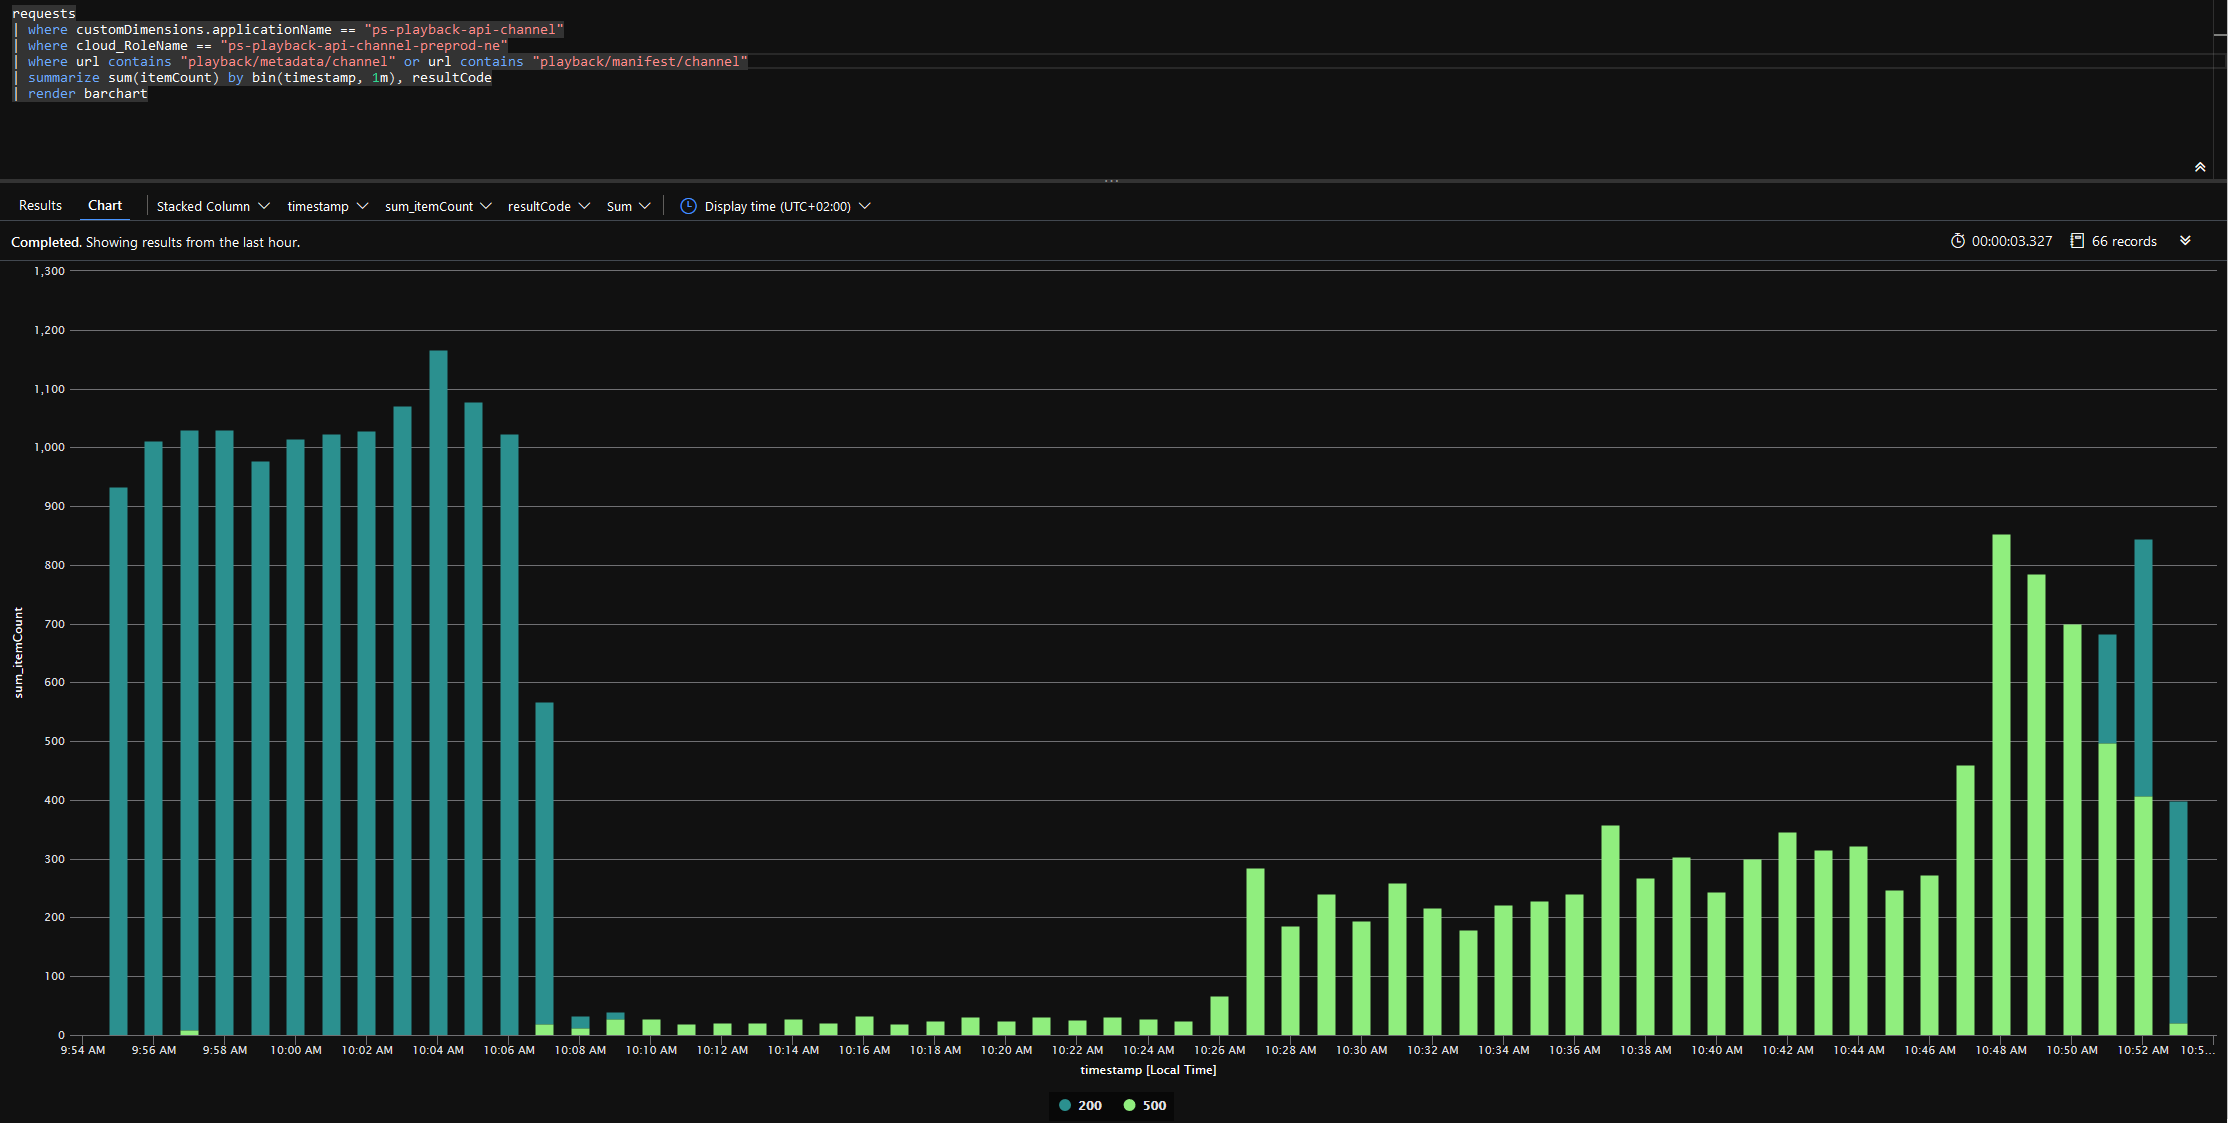 requests
| where customDimensions.applicationName == "ps-playback-api-channel"
| where cloud_RoleName == "ps-playback-api-channel-preprod-ne"
| where url contains "playback/metadata/channel" or url contains "playback/manifest/channel"
| summarize sum(itemCount) by bin(timestamp, 1m), resultCode
| render barchart
Results Chart Stacked Column timestamp sum_itemCount resultCode Sum Display time (UTC+02:00)
Completed. Showing results from the last hour. 00:00:03.327 66 records
1,300
1,200
1,100
1,000
900
800
700
600
500
400
300
200
100
0
sum_itemCount
9:54 AM 9:56 AM 9:58 AM 10:00 AM 10:02 AM 10:04 AM 10:06 AM 10:08 AM 10:10 AM 10:12 AM 10:14 AM 10:16 AM 10:18 AM 10:20 AM 10:22 AM 10:24 AM 10:26 AM 10:28 AM 10:30 AM 10:32 AM 10:34 AM 10:36 AM 10:38 AM 10:40 AM 10:42 AM 10:44 AM 10:46 AM 10:48 AM 10:50 AM 10:52 AM 10:5...
timestamp [Local Time]
200 500